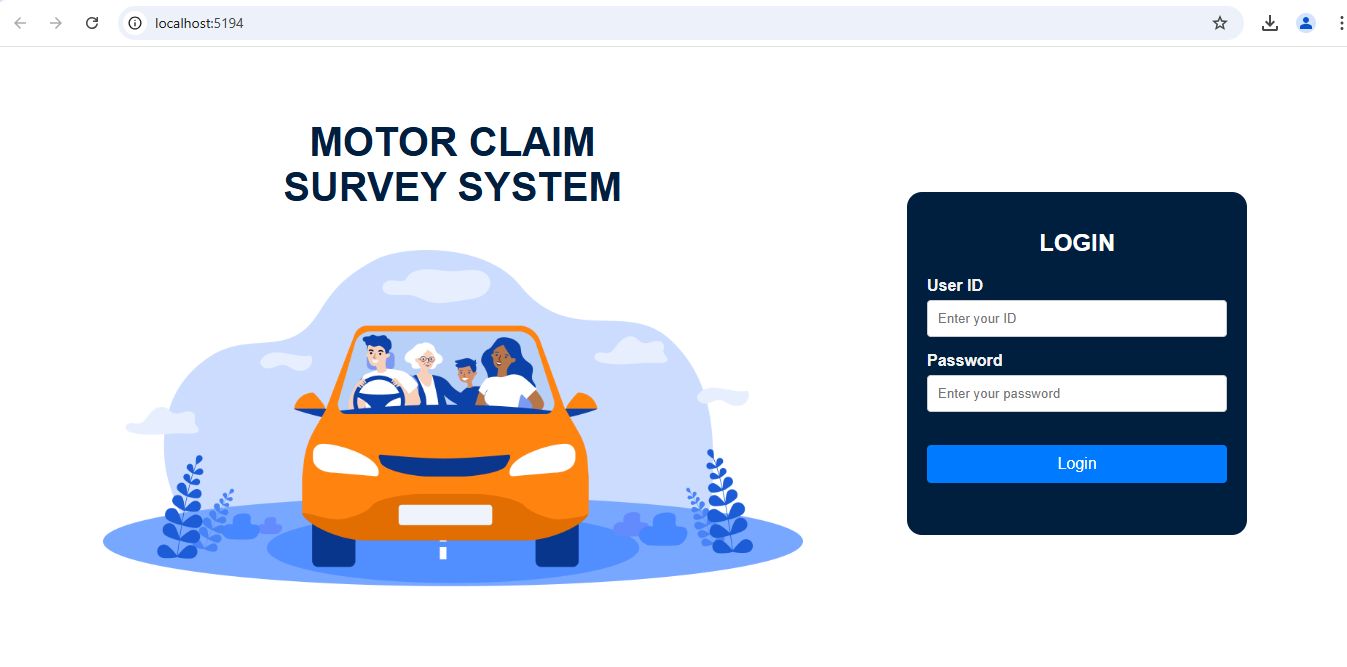 localhost:5194
MOTOR CLAIM
SURVEY SYSTEM
LOGIN
User ID
Enter your ID
Password
Enter your password
Login